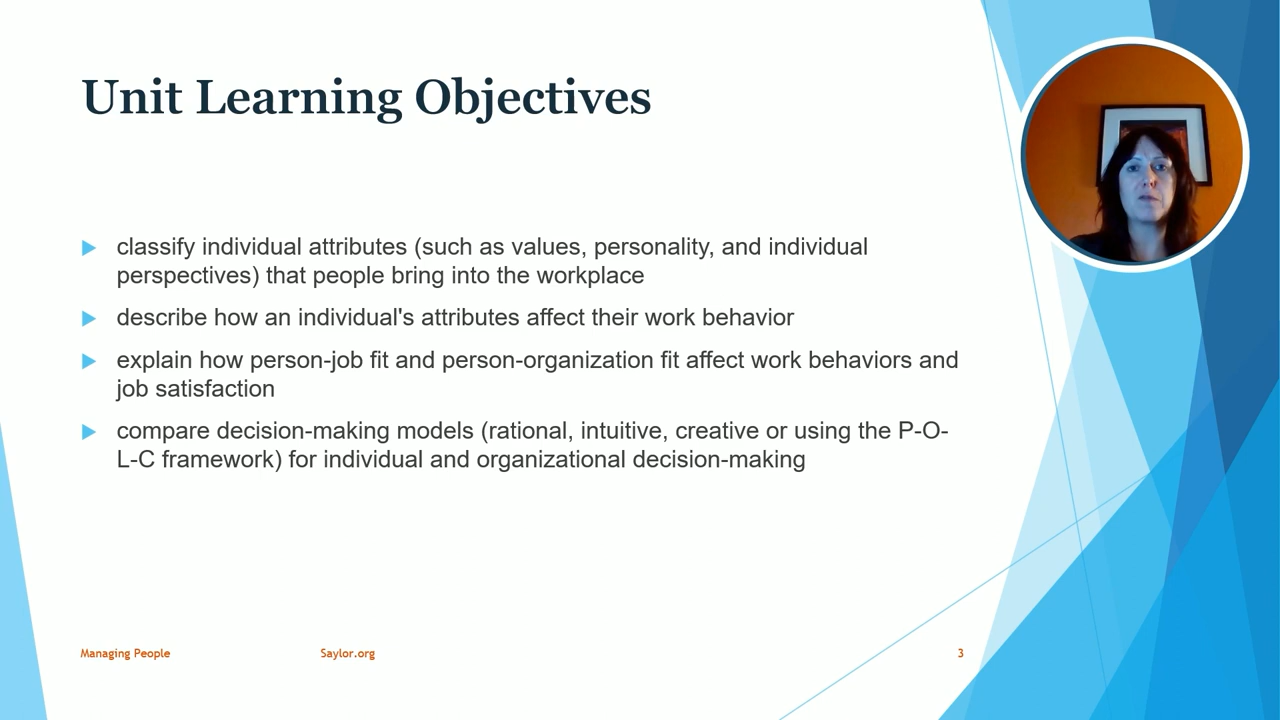 Unit Learning Objectives
classify individual attributes (such as values, personality, and individual
perspectives) that people bring into the workplace
describe how an individual's attributes affect their work behavior
explain how person-job fit and person-organization fit affect work behaviors and
job satisfaction
compare decision-making models (rational, intuitive, creative or using the P-O-
L-C framework) for individual and organizational decision-making
Managing People Saylor.org 3